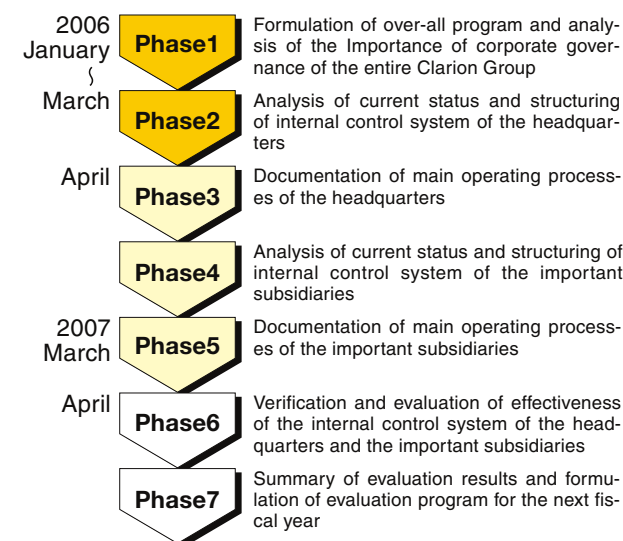 2006
January
~
March
Phase1
Formulation of over-all program and analy-
sis of the Importance of corporate gover-
nance of the entire Clarion Group
Phase2
Analysis of current status and structuring
of internal control system of the headquar-
ters
April
Phase3
Documentation of main operating process-
es of the headquarters
Phase4
Analysis of current status and structuring of
internal control system of the important
subsidiaries
2007
March
Phase5
Documentation of main operating process-
es of the important subsidiaries
April
Phase6
Verification and evaluation of effectiveness
of the internal control system of the head-
quarters and the important subsidiaries
Phase7
Summary of evaluation results and formu-
lation of evaluation program for the next fis-
cal year